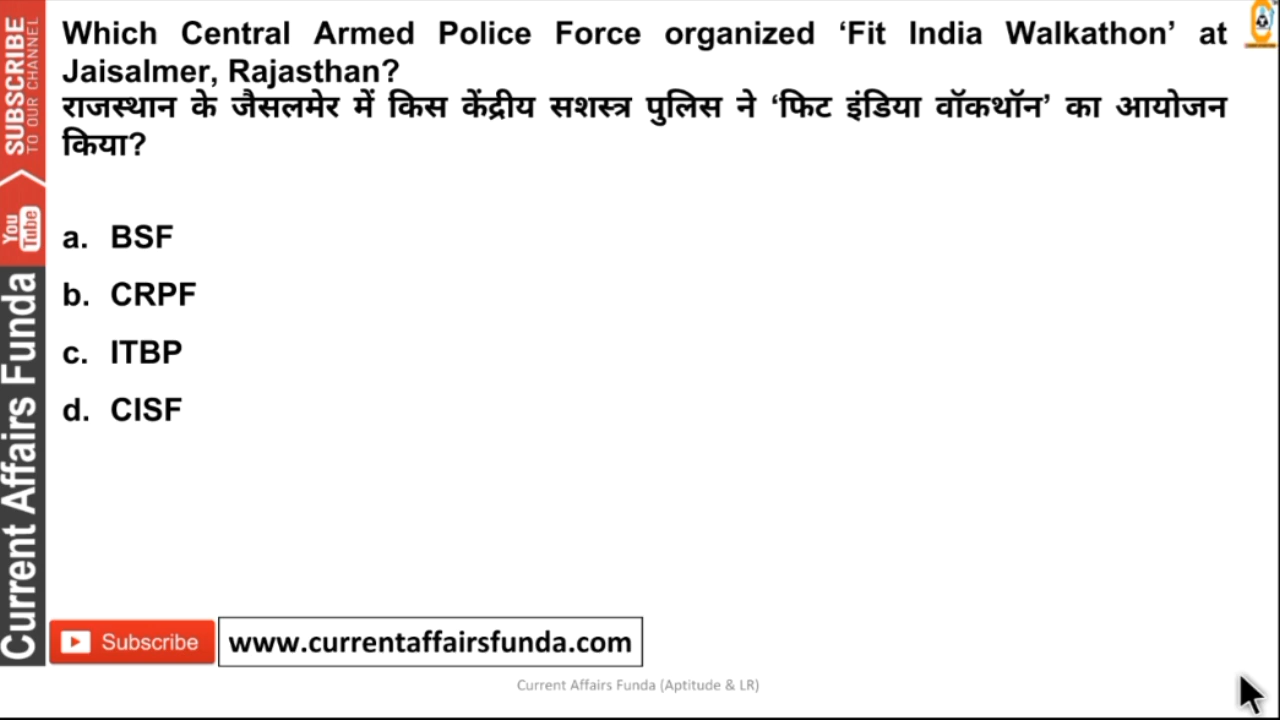 Which Central Armed Police Force organized ‘Fit India Walkathon’ at
Jaisalmer, Rajasthan?
राजस्थान के जैसलमेर में किस केंद्रीय सशस्त्र पुलिस ने ‘फिट इंडिया वॉकथॉन’ का आयोजन
किया?
a. BSF
b. CRPF
c. ITBP
d. CISF
SUBSCRIBE
TO OUR CHANNEL
You
Tube
Current Affairs Funda
Subscribe
www.currentaffairsfunda.com
Current Affairs Funda (Aptitude & LR)